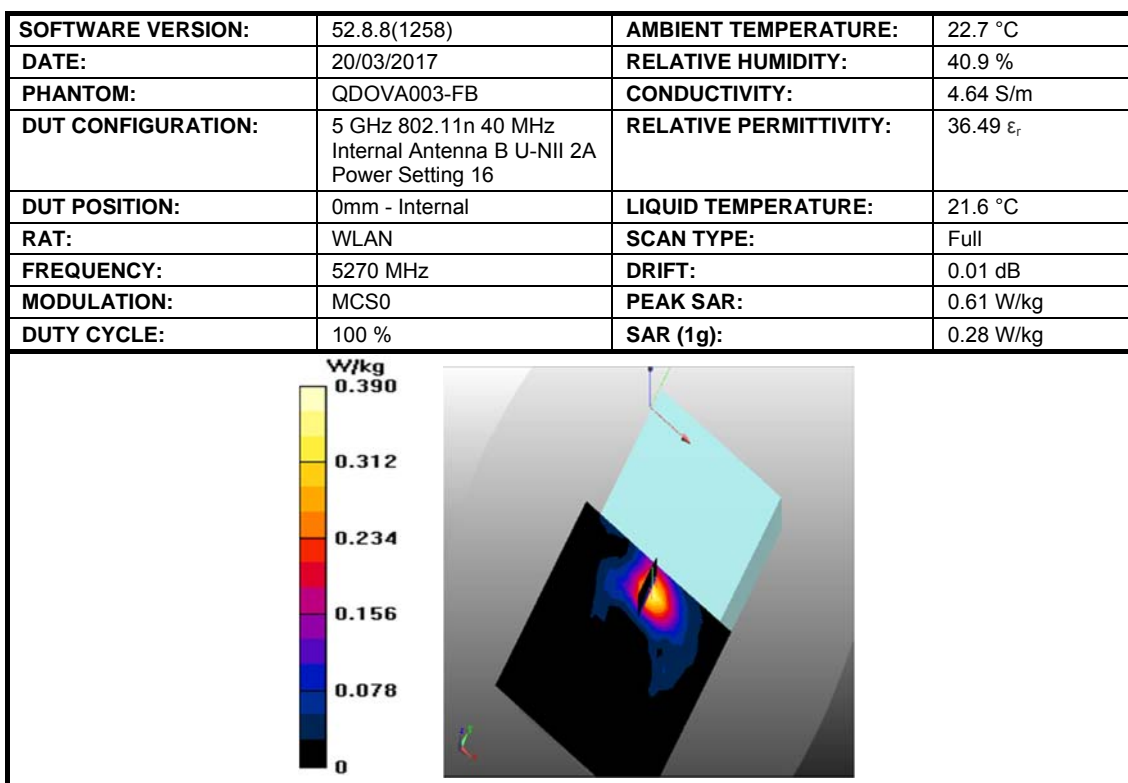 SOFTWARE VERSION: 52.8.8(1258) AMBIENT TEMPERATURE: 22.7 °C
DATE: 20/03/2017 RELATIVE HUMIDITY: 40.9 %
PHANTOM: QDOVA003-FB CONDUCTIVITY: 4.64 S/m
DUT CONFIGURATION: 5 GHz 802.11n 40 MHz RELATIVE PERMITTIVITY: 36.49 εr
Internal Antenna B U-NII 2A
Power Setting 16
DUT POSITION: 0mm - Internal LIQUID TEMPERATURE: 21.6 °C
RAT: WLAN SCAN TYPE: Full
FREQUENCY: 5270 MHz DRIFT: 0.01 dB
MODULATION: MCS0 PEAK SAR: 0.61 W/kg
DUTY CYCLE: 100 % SAR (1g): 0.28 W/kg
W/kg
0.390
0.312
0.234
0.156
0.078
0